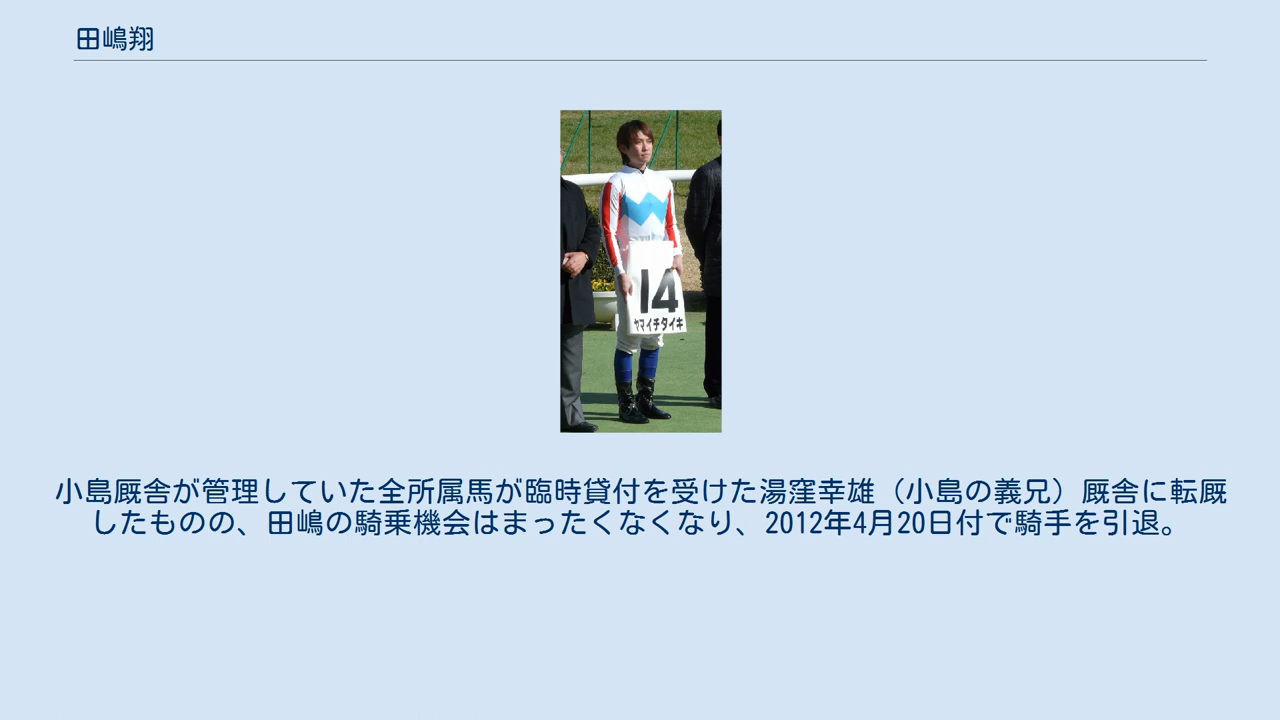 田嶋翔
14
ヤマイチタイキ
小島厩舎が管理していた全所属馬が臨時貸付を受けた湯窪幸雄（小島の義兄）厩舎に転厩
したものの、田嶋の騎乗機会はまったくなくなり、2012年4月20日付で騎手を引退。